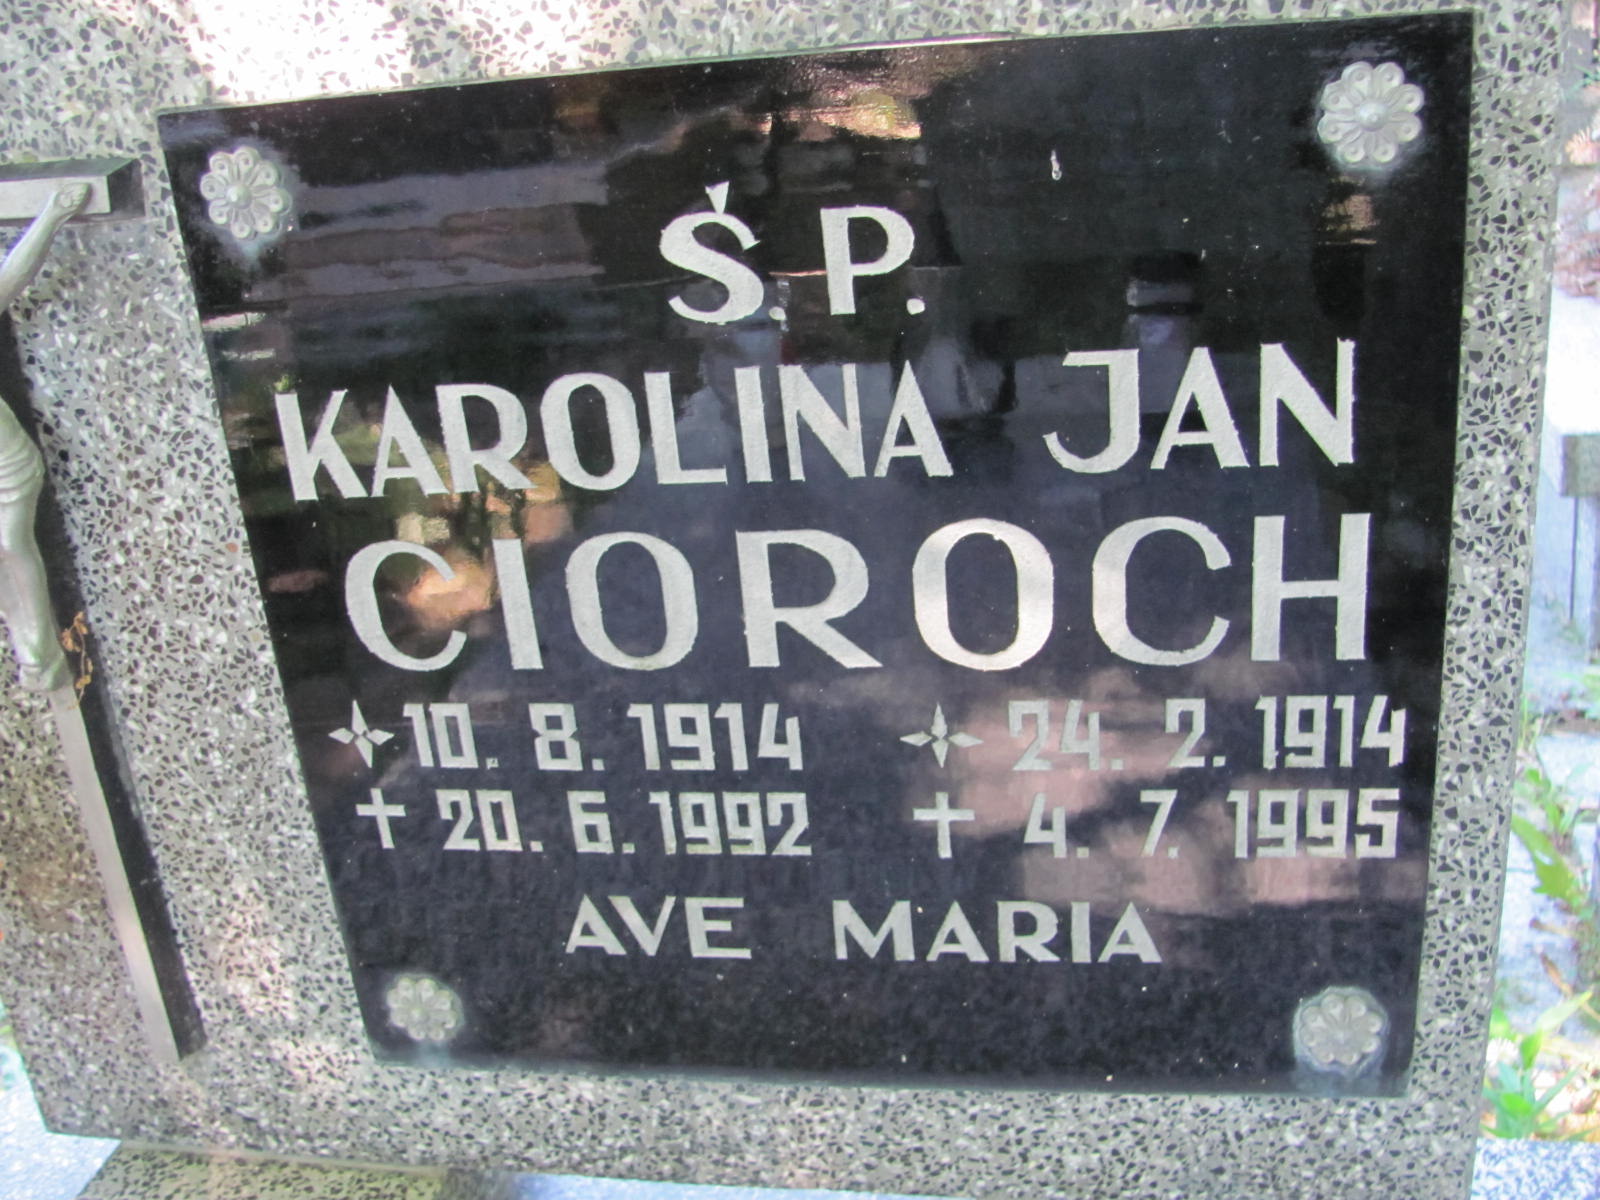 Ś.P.
KAROLINA JAN
CIOROCH
10. 8. 1914 24. 2. 1914
20. 6. 1992 4. 7. 1995
AVE MARIA